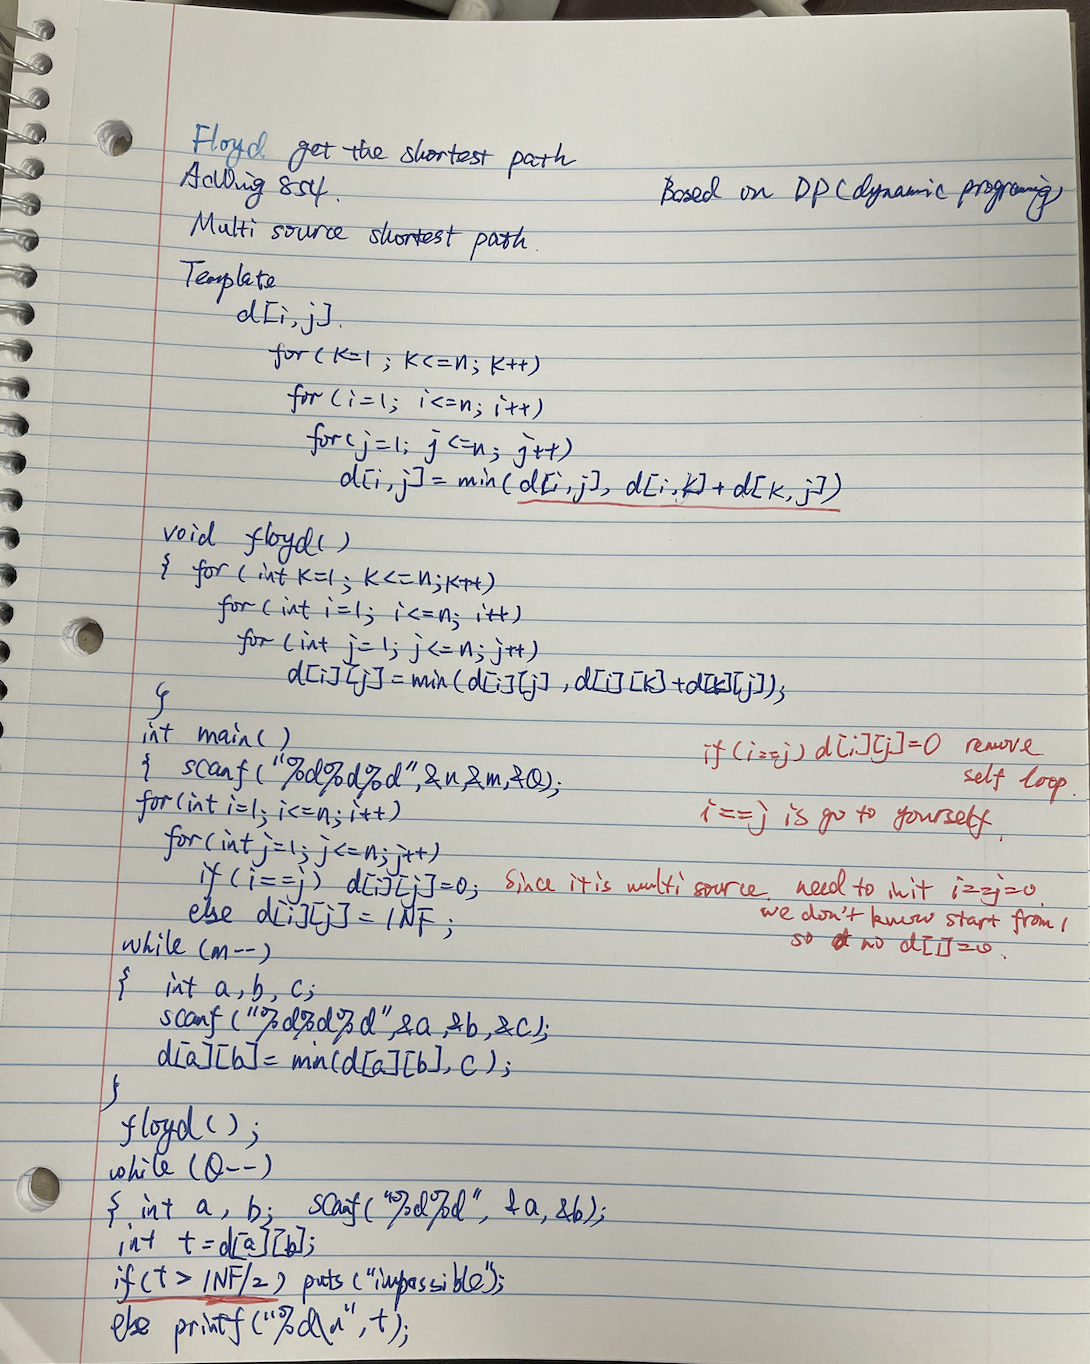 Floyd get the shortest path
AcWing 854.
Based on DP (dynamic programing)
Multi source shortest path.
Template
d[i,j].
for (k=1; k<=n; k++)
for (i=1; i<=n; i++)
for (j=1; j<=n; j++)
d[i,j] = min(d[i,j], d[i,k]+d[k,j])
void floyd()
{ for (int k=1; k<=n; k++)
for (int i=1; i<=n; i++)
for (int j=1; j<=n; j++)
d[i][j] = min(d[i][j], d[i][k]+d[k][j]);
}
int main()
{ scanf("%d%d%d", &n, &m, &Q);
for(int i=1; i<=n; i++)
for(int j=1; j<=n; j++)
if (i==j) d[i][j]=0;
else d[i][j] = INF;
if (i==j) d[i][j]=0 remove
self loop.
i==j is go to yourself.
Since it is multi source need to init i==j=0.
we don't know start from 1
so no d[1]=0.
while (m--)
{ int a, b, c;
scanf("%d%d%d", &a, &b, &c);
d[a][b] = min(d[a][b], c);
}
floyd();
while (Q--)
{ int a, b; scanf("%d%d", &a, &b);
int t=d[a][b];
if(t > INF/2) puts("impossible");
else printf("%d\n", t);